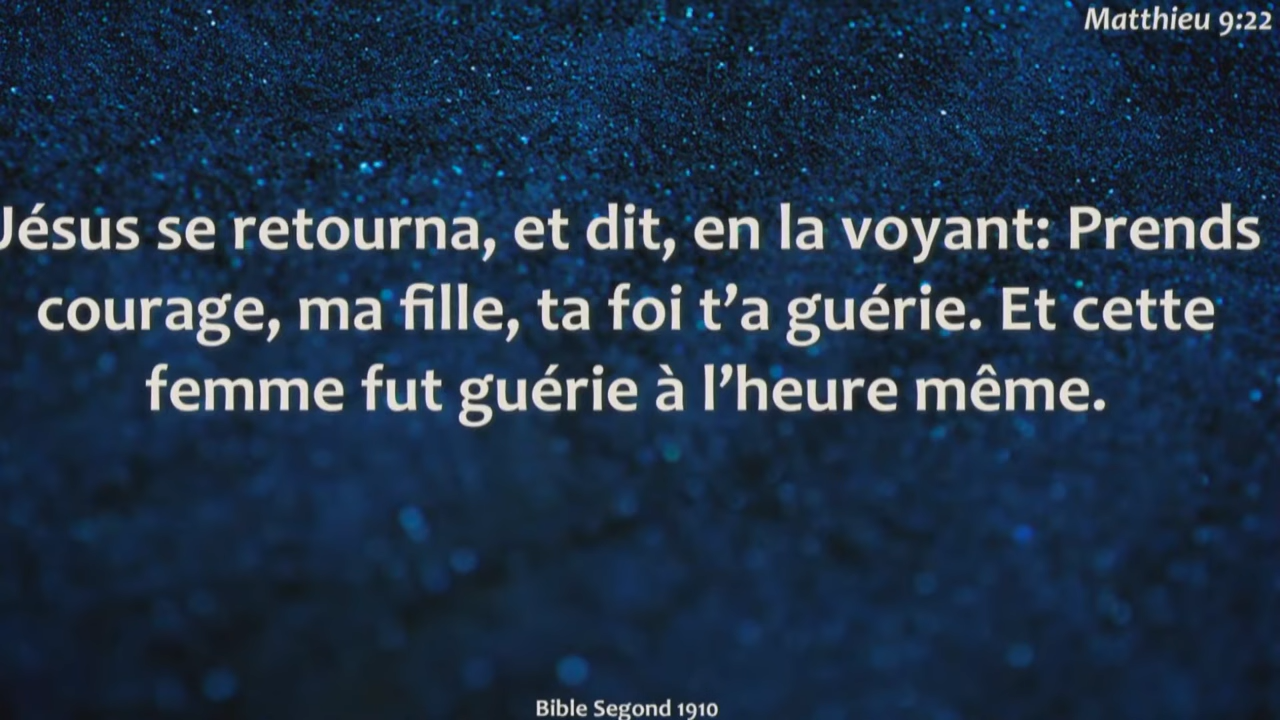 Matthieu 9:22
Jésus se retourna, et dit, en la voyant: Prends
courage, ma fille, ta foi t’a guérie. Et cette
femme fut guérie à l’heure même.
Bible Segond 1910